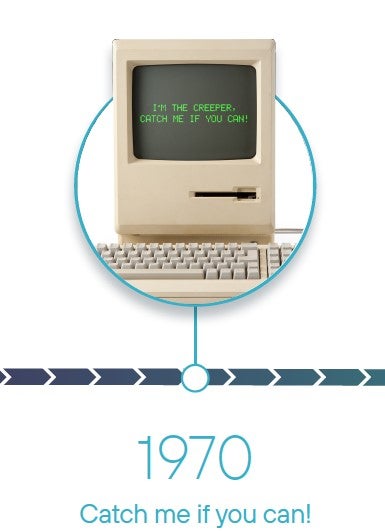 I'M THE CREEPER,
CATCH ME IF YOU CAN!
1970
Catch me if you can!